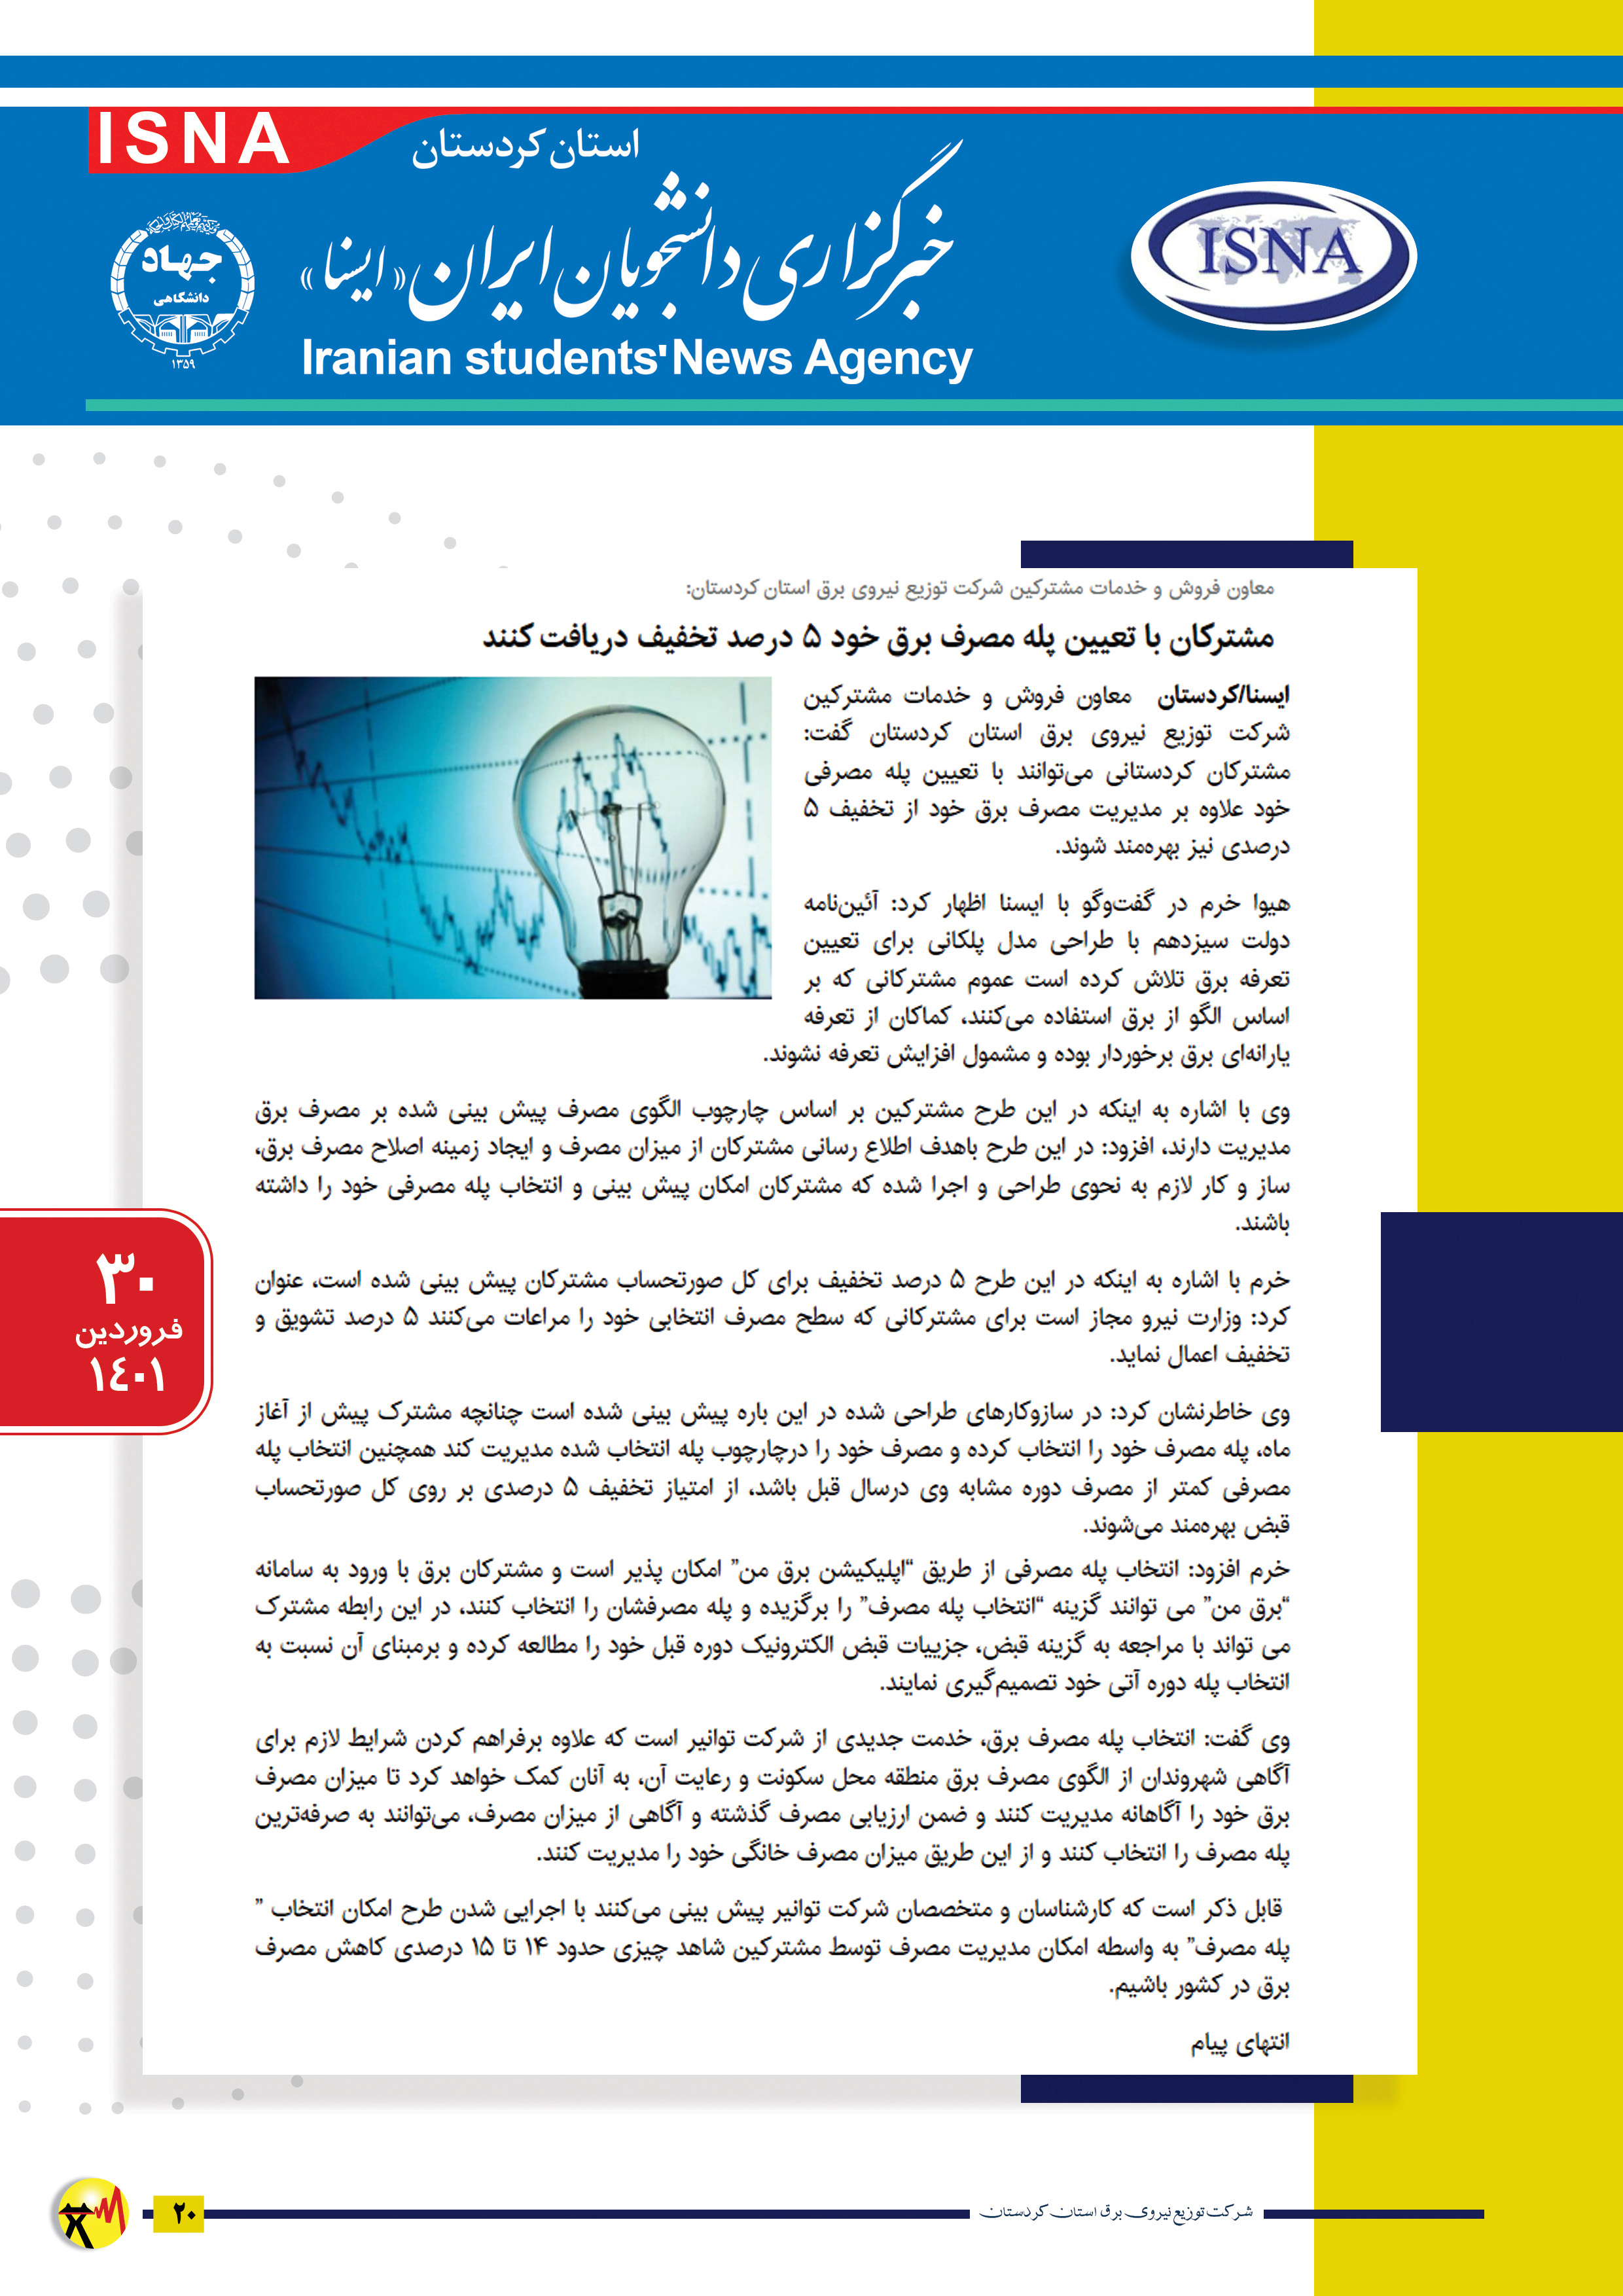 ISNA
استان کردستان
خبرگزاری دانشجویان ایران «ایسنا»
Iranian students' News Agency
ISNA
جهاد
دانشگاهی
۱۳۵۹
معاون فروش و خدمات مشترکین شرکت توزیع نیروی برق استان کردستان:
مشترکان با تعیین پله مصرف برق خود ۵ درصد تخفیف دریافت کنند
ایسنا/کردستان معاون فروش و خدمات مشترکین
شرکت توزیع نیروی برق استان کردستان گفت:
مشترکان کردستانی می‌توانند با تعیین پله مصرفی
خود علاوه بر مدیریت مصرف برق خود از تخفیف ۵
درصدی نیز بهره‌مند شوند.
هیوا خرم در گفت‌وگو با ایسنا اظهار کرد: آئین‌نامه
دولت سیزدهم با طراحی مدل پلکانی برای تعیین
تعرفه برق تلاش کرده است عموم مشترکانی که بر
اساس الگو از برق استفاده می‌کنند، کماکان از تعرفه
یارانه‌ای برق برخوردار بوده و مشمول افزایش تعرفه نشوند.
وی با اشاره به اینکه در این طرح مشترکین بر اساس چارچوب الگوی مصرف پیش بینی شده بر مصرف برق
مدیریت دارند، افزود: در این طرح باهدف اطلاع رسانی مشترکان از میزان مصرف و ایجاد زمینه اصلاح مصرف برق،
ساز و کار لازم به نحوی طراحی و اجرا شده که مشترکان امکان پیش بینی و انتخاب پله مصرفی خود را داشته
باشند.
خرم با اشاره به اینکه در این طرح ۵ درصد تخفیف برای کل صورتحساب مشترکان پیش بینی شده است، عنوان
کرد: وزارت نیرو مجاز است برای مشترکانی که سطح مصرف انتخابی خود را مراعات می‌کنند ۵ درصد تشویق و
تخفیف اعمال نماید.
وی خاطرنشان کرد: در سازوکارهای طراحی شده در این باره پیش بینی شده است چنانچه مشترک پیش از آغاز
ماه، پله مصرف خود را انتخاب کرده و مصرف خود را درچارچوب پله انتخاب شده مدیریت کند همچنین انتخاب پله
مصرفی کمتر از مصرف دوره مشابه وی درسال قبل باشد، از امتیاز تخفیف ۵ درصدی بر روی کل صورتحساب
قبض بهره‌مند می‌شوند.
خرم افزود: انتخاب پله مصرفی از طریق “اپلیکیشن برق من” امکان پذیر است و مشترکان برق با ورود به سامانه
“برق من” می توانند گزینه “انتخاب پله مصرف” را برگزیده و پله مصرفشان را انتخاب کنند، در این رابطه مشترک
می تواند با مراجعه به گزینه قبض، جزییات قبض الکترونیک دوره قبل خود را مطالعه کرده و برمبنای آن نسبت به
انتخاب پله دوره آتی خود تصمیم‌گیری نمایند.
وی گفت: انتخاب پله مصرف برق، خدمت جدیدی از شرکت توانیر است که علاوه برفراهم کردن شرایط لازم برای
آگاهی شهروندان از الگوی مصرف برق منطقه محل سکونت و رعایت آن، به آنان کمک خواهد کرد تا میزان مصرف
برق خود را آگاهانه مدیریت کنند و ضمن ارزیابی مصرف گذشته و آگاهی از میزان مصرف، می‌توانند به صرفه‌ترین
پله مصرف را انتخاب کنند و از این طریق میزان مصرف خانگی خود را مدیریت کنند.
قابل ذکر است که کارشناسان و متخصصان شرکت توانیر پیش بینی می‌کنند با اجرایی شدن طرح امکان انتخاب ”
پله مصرف” به واسطه امکان مدیریت مصرف توسط مشترکین شاهد چیزی حدود ۱۴ تا ۱۵ درصدی کاهش مصرف
برق در کشور باشیم.
انتهای پیام
۳۰
فروردین
۱٤۰۱
شرکت توزیع نیروی برق استان کردستان
۲۰